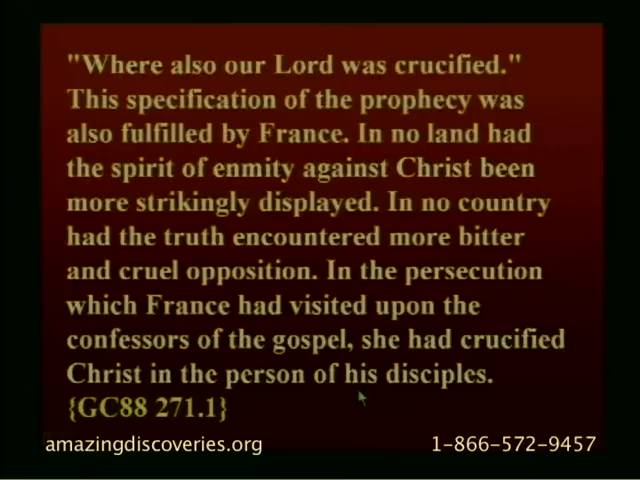 "Where also our Lord was crucified."
This specification of the prophecy was
also fulfilled by France. In no land had
the spirit of enmity against Christ been
more strikingly displayed. In no country
had the truth encountered more bitter
and cruel opposition. In the persecution
which France had visited upon the
confessors of the gospel, she had crucified
Christ in the person of his disciples.
{GC88 271.1}
amazingdiscoveries.org 1-866-572-9457